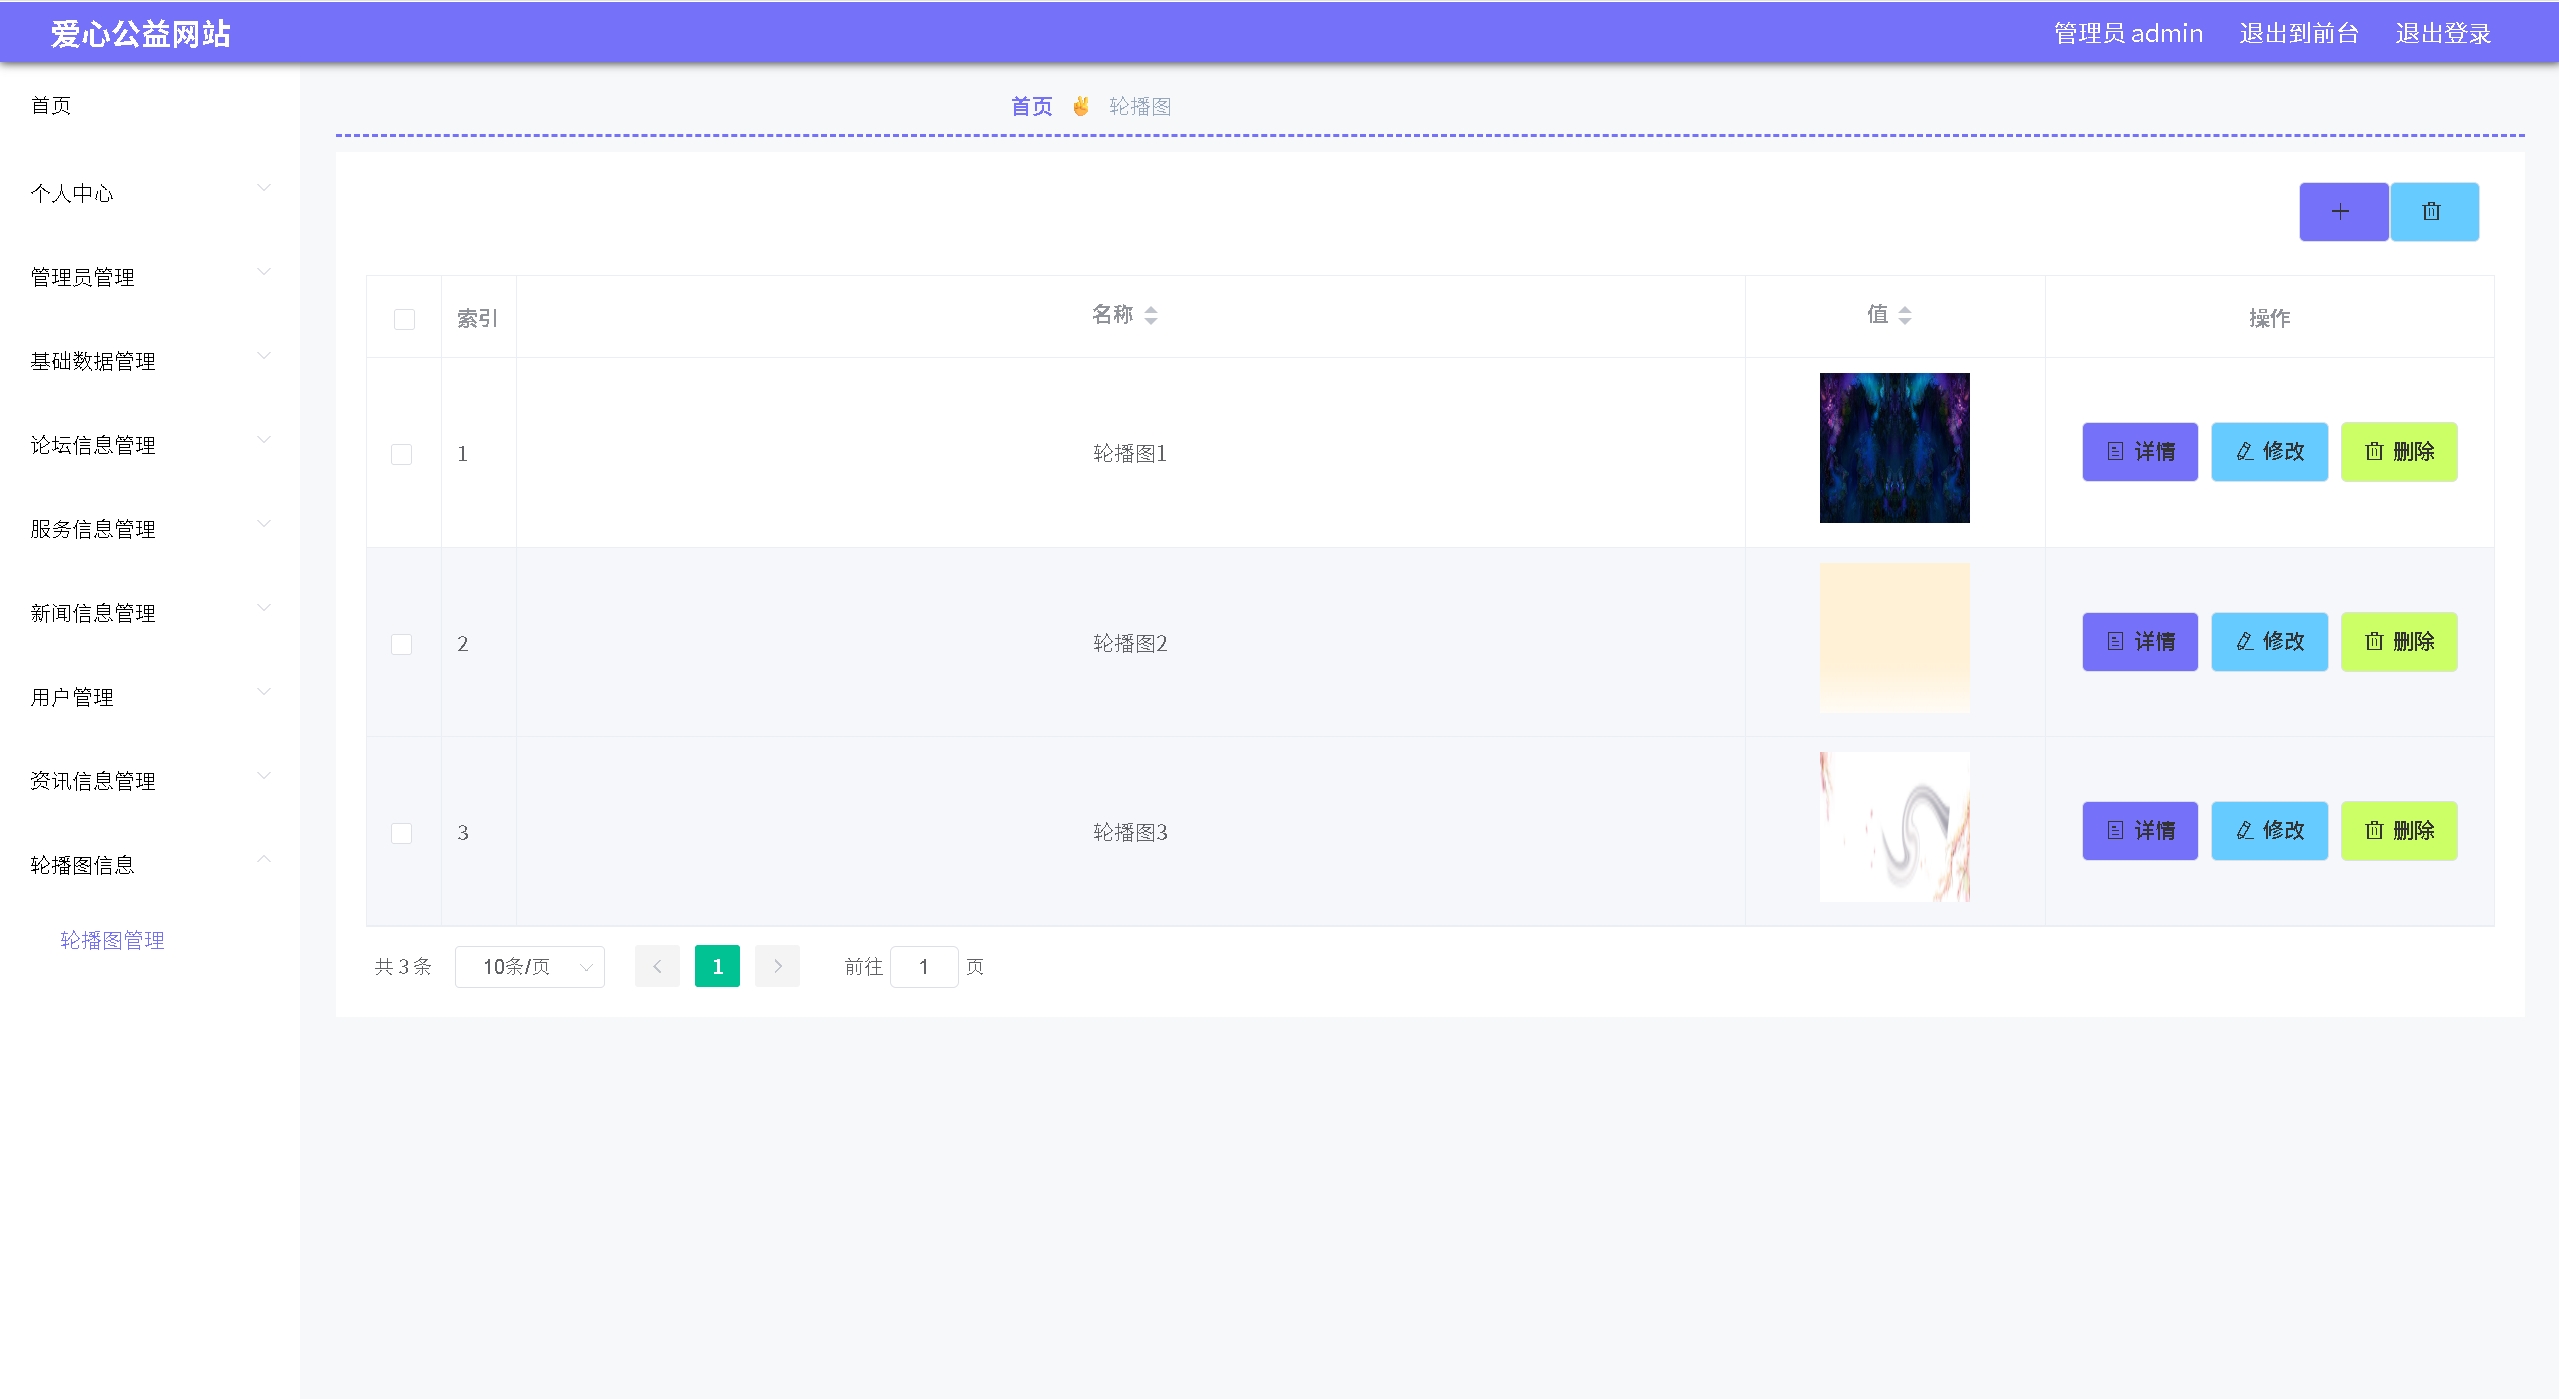 爱心公益网站
管理员 admin 退出到前台 退出登录
首页 ✌ 轮播图
首页
个人中心
管理员管理
基础数据管理
论坛信息管理
服务信息管理
新闻信息管理
用户管理
资讯信息管理
轮播图信息
轮播图管理
索引 名称 值 操作
1 轮播图1 详情 修改 删除
2 轮播图2 详情 修改 删除
3 轮播图3 详情 修改 删除
共 3 条 10条/页 1 前往 1 页